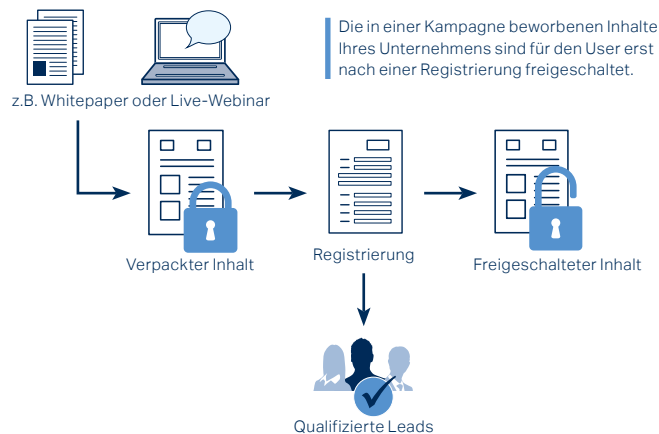 Die in einer Kampagne beworbenen Inhalte
Ihres Unternehmens sind für den User erst
nach einer Registrierung freigeschaltet.
z.B. Whitepaper oder Live-Webinar
Verpackter Inhalt
Registrierung
Freigeschalteter Inhalt
Qualifizierte Leads